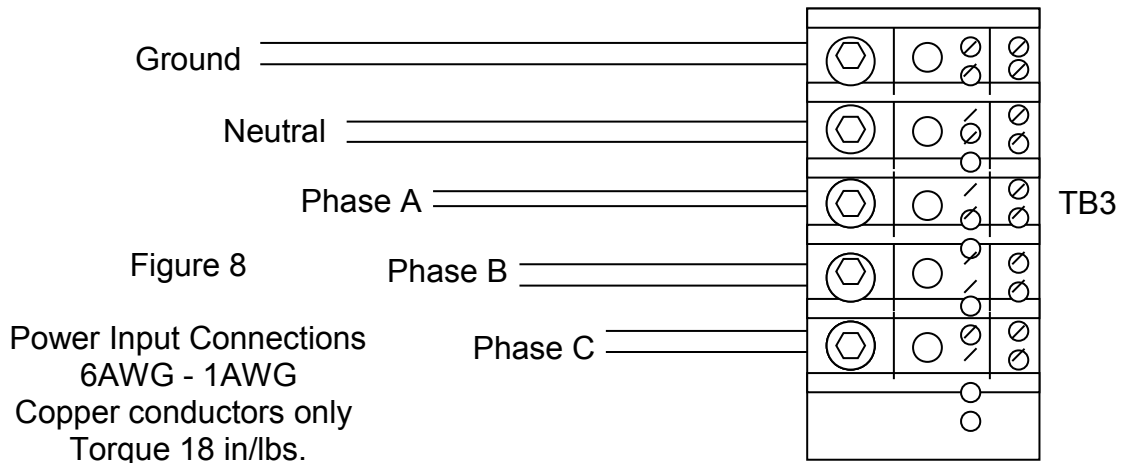 Ground
Neutral
Phase A
TB3
Figure 8
Phase B
Phase C
Power Input Connections
6AWG - 1AWG
Copper conductors only
Torque 18 in/lbs.